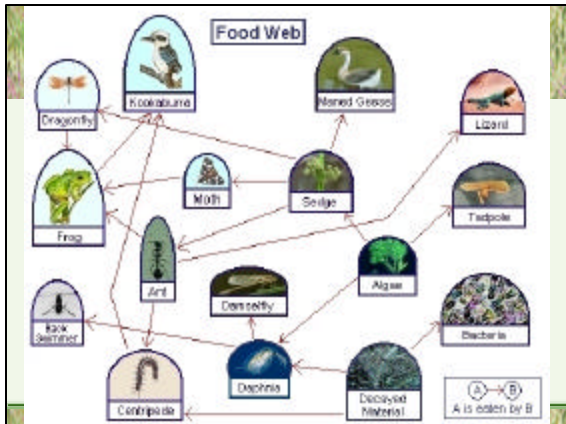 Food Web
Kookaburra
Maned Geese
Dragonfly
Lizard
Moth
Sedge
Tadpole
Frog
Ant
Algae
Damselfly
Back
Swimmer
Bacteria
Daphnia
Decayed
Material
Centripede
A B
A is eaten by B